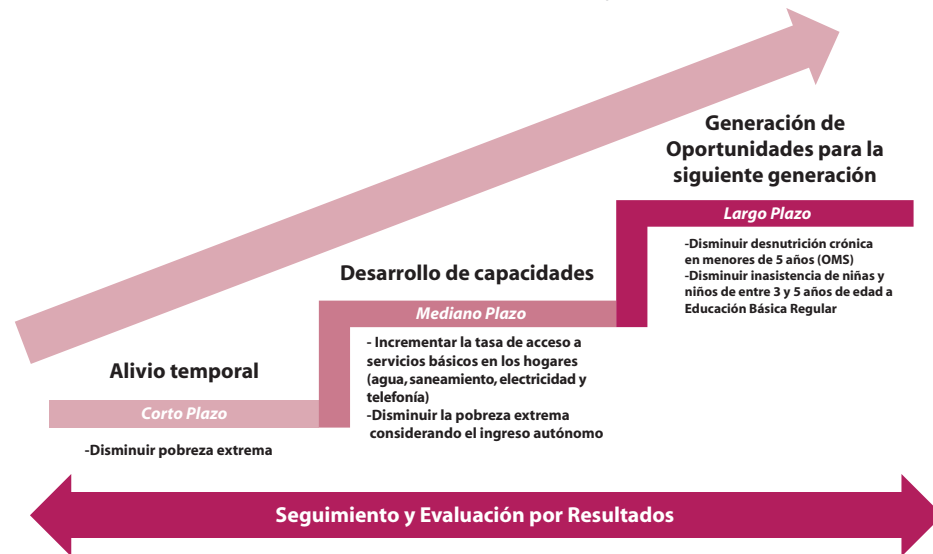 Generación de
Oportunidades para la
siguiente generación
Largo Plazo
-Disminuir desnutrición crónica
en menores de 5 años (OMS)
-Disminuir inasistencia de niñas y
niños de entre 3 y 5 años de edad a
Educación Básica Regular
Desarrollo de capacidades
Mediano Plazo
- Incrementar la tasa de acceso a
servicios básicos en los hogares
(agua, saneamiento, electricidad y
telefonía)
-Disminuir la pobreza extrema
considerando el ingreso autónomo
Alivio temporal
Corto Plazo
-Disminuir pobreza extrema
Seguimiento y Evaluación por Resultados